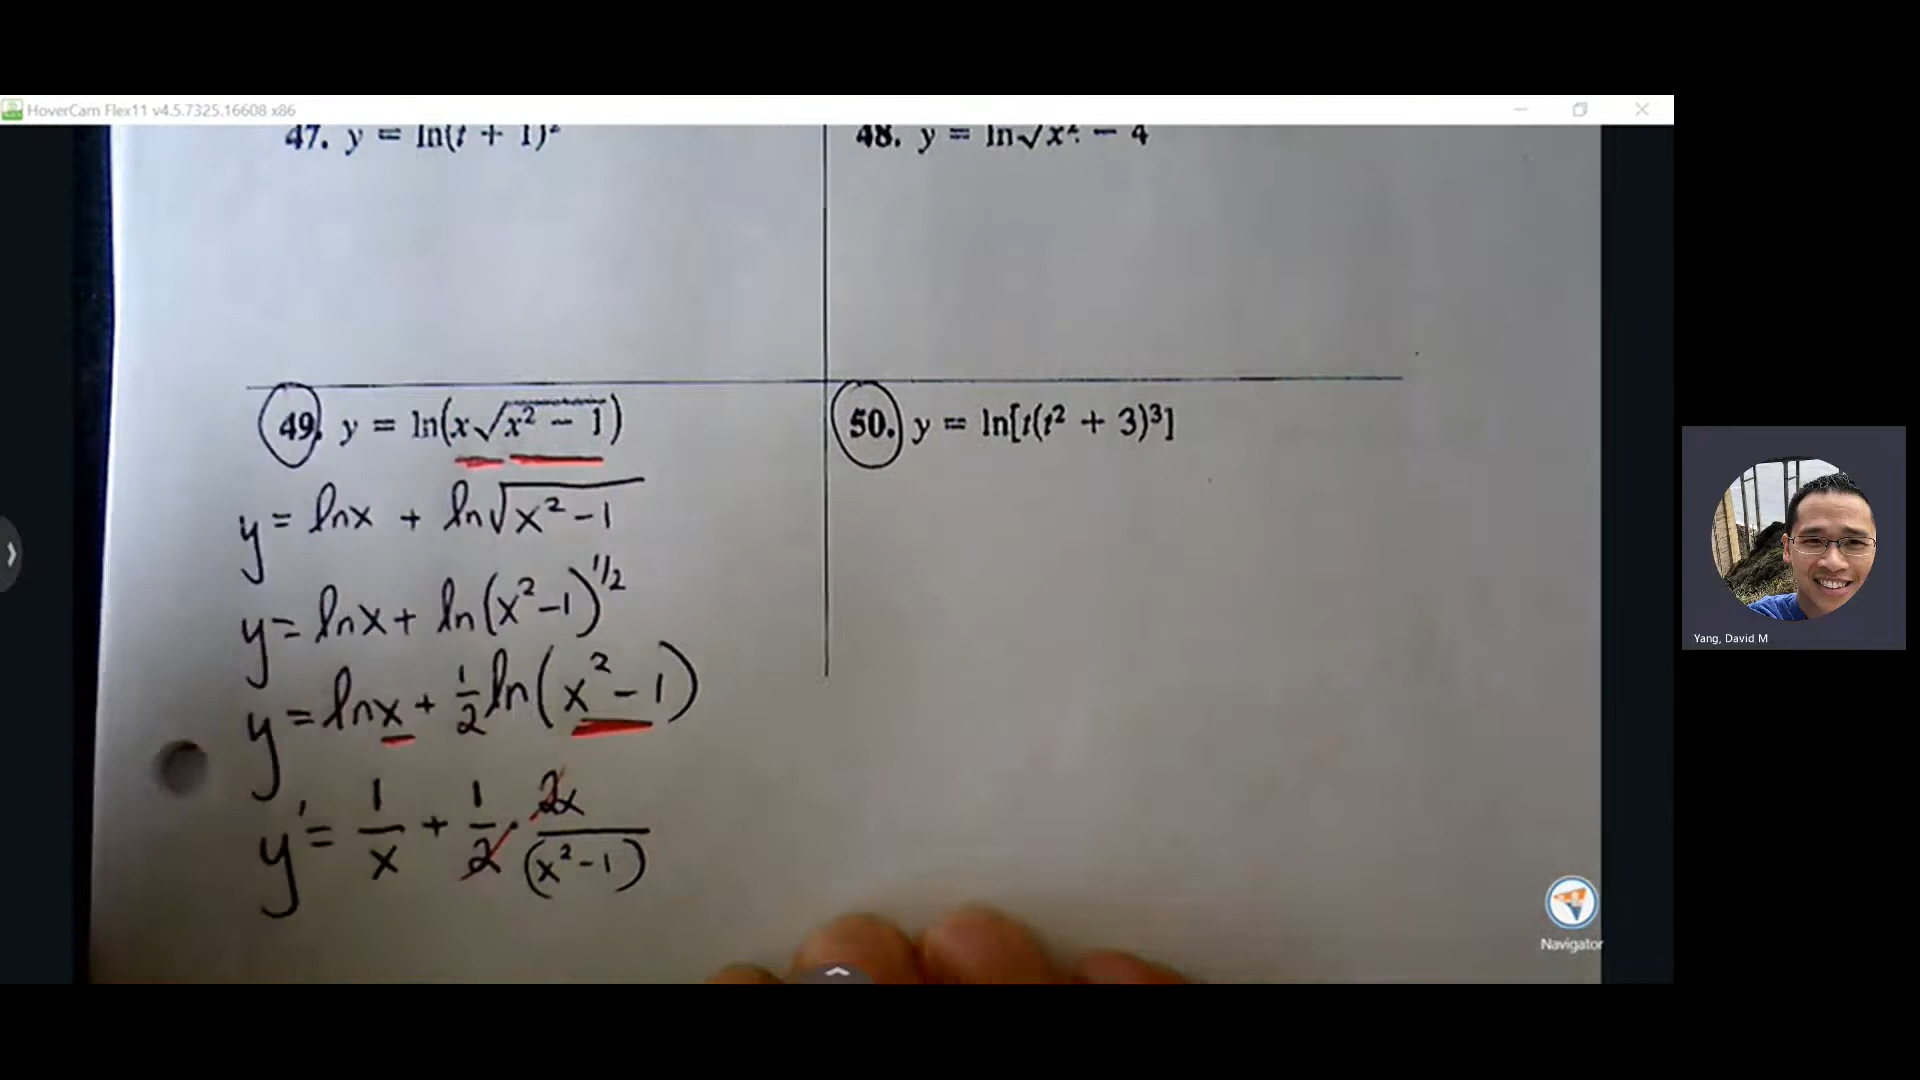 HoverCam Flex11 v4.5.7325.16608 x86
47. y = ln(t + 1)²
48. y = ln√x² − 4
49. y = ln(x√x² − 1)
y = lnx + ln√x² − 1
y = lnx + ln(x² − 1)^1/2
y = lnx + 1/2 ln(x² − 1)
y' = 1/x + 1/2 · 2x/(x² − 1)
50. y = ln[t(t² + 3)³]
Navigator
Yang, David M